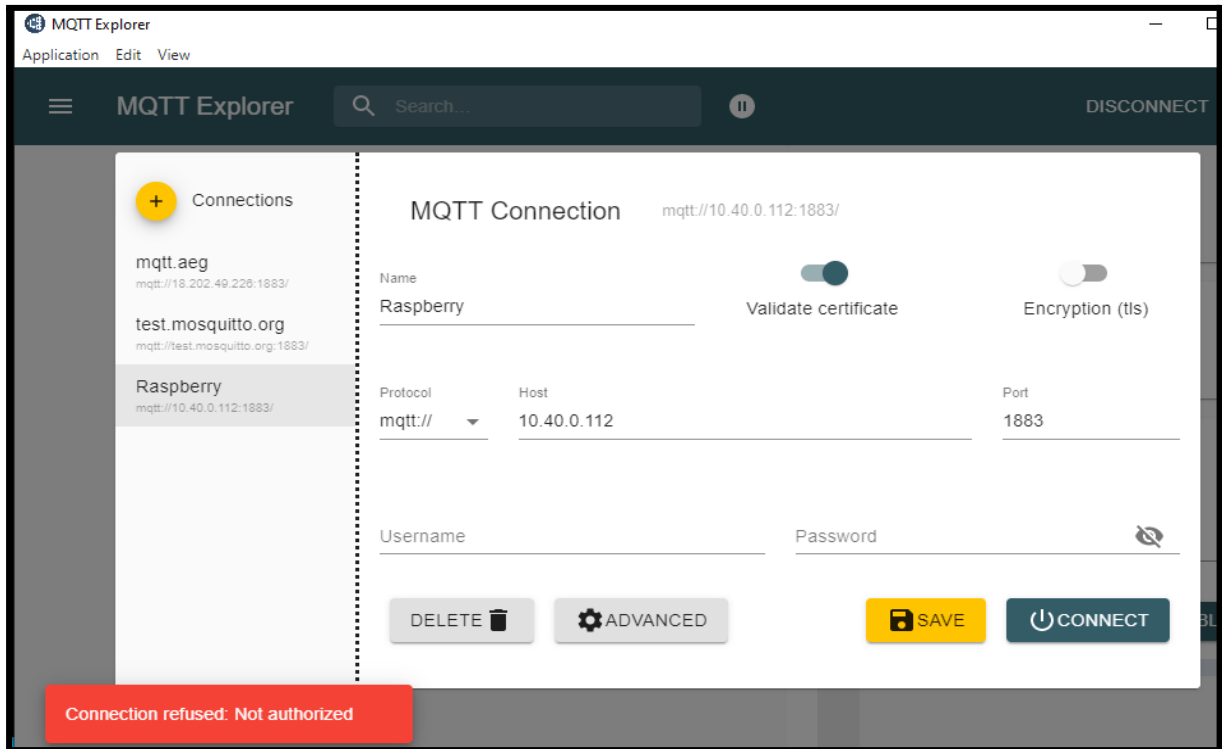 MQTT Explorer
Application Edit View
MQTT Explorer Search... DISCONNECT
Connections
mqtt.aeg
mqtt://18.202.49.226:1883/
test.mosquitto.org
mqtt://test.mosquitto.org:1883/
Raspberry
mqtt://10.40.0.112:1883/
MQTT Connection mqtt://10.40.0.112:1883/
Name
Raspberry
Validate certificate Encryption (tls)
Protocol Host Port
mqtt:// 10.40.0.112 1883
Username Password
DELETE ADVANCED SAVE CONNECT
Connection refused: Not authorized